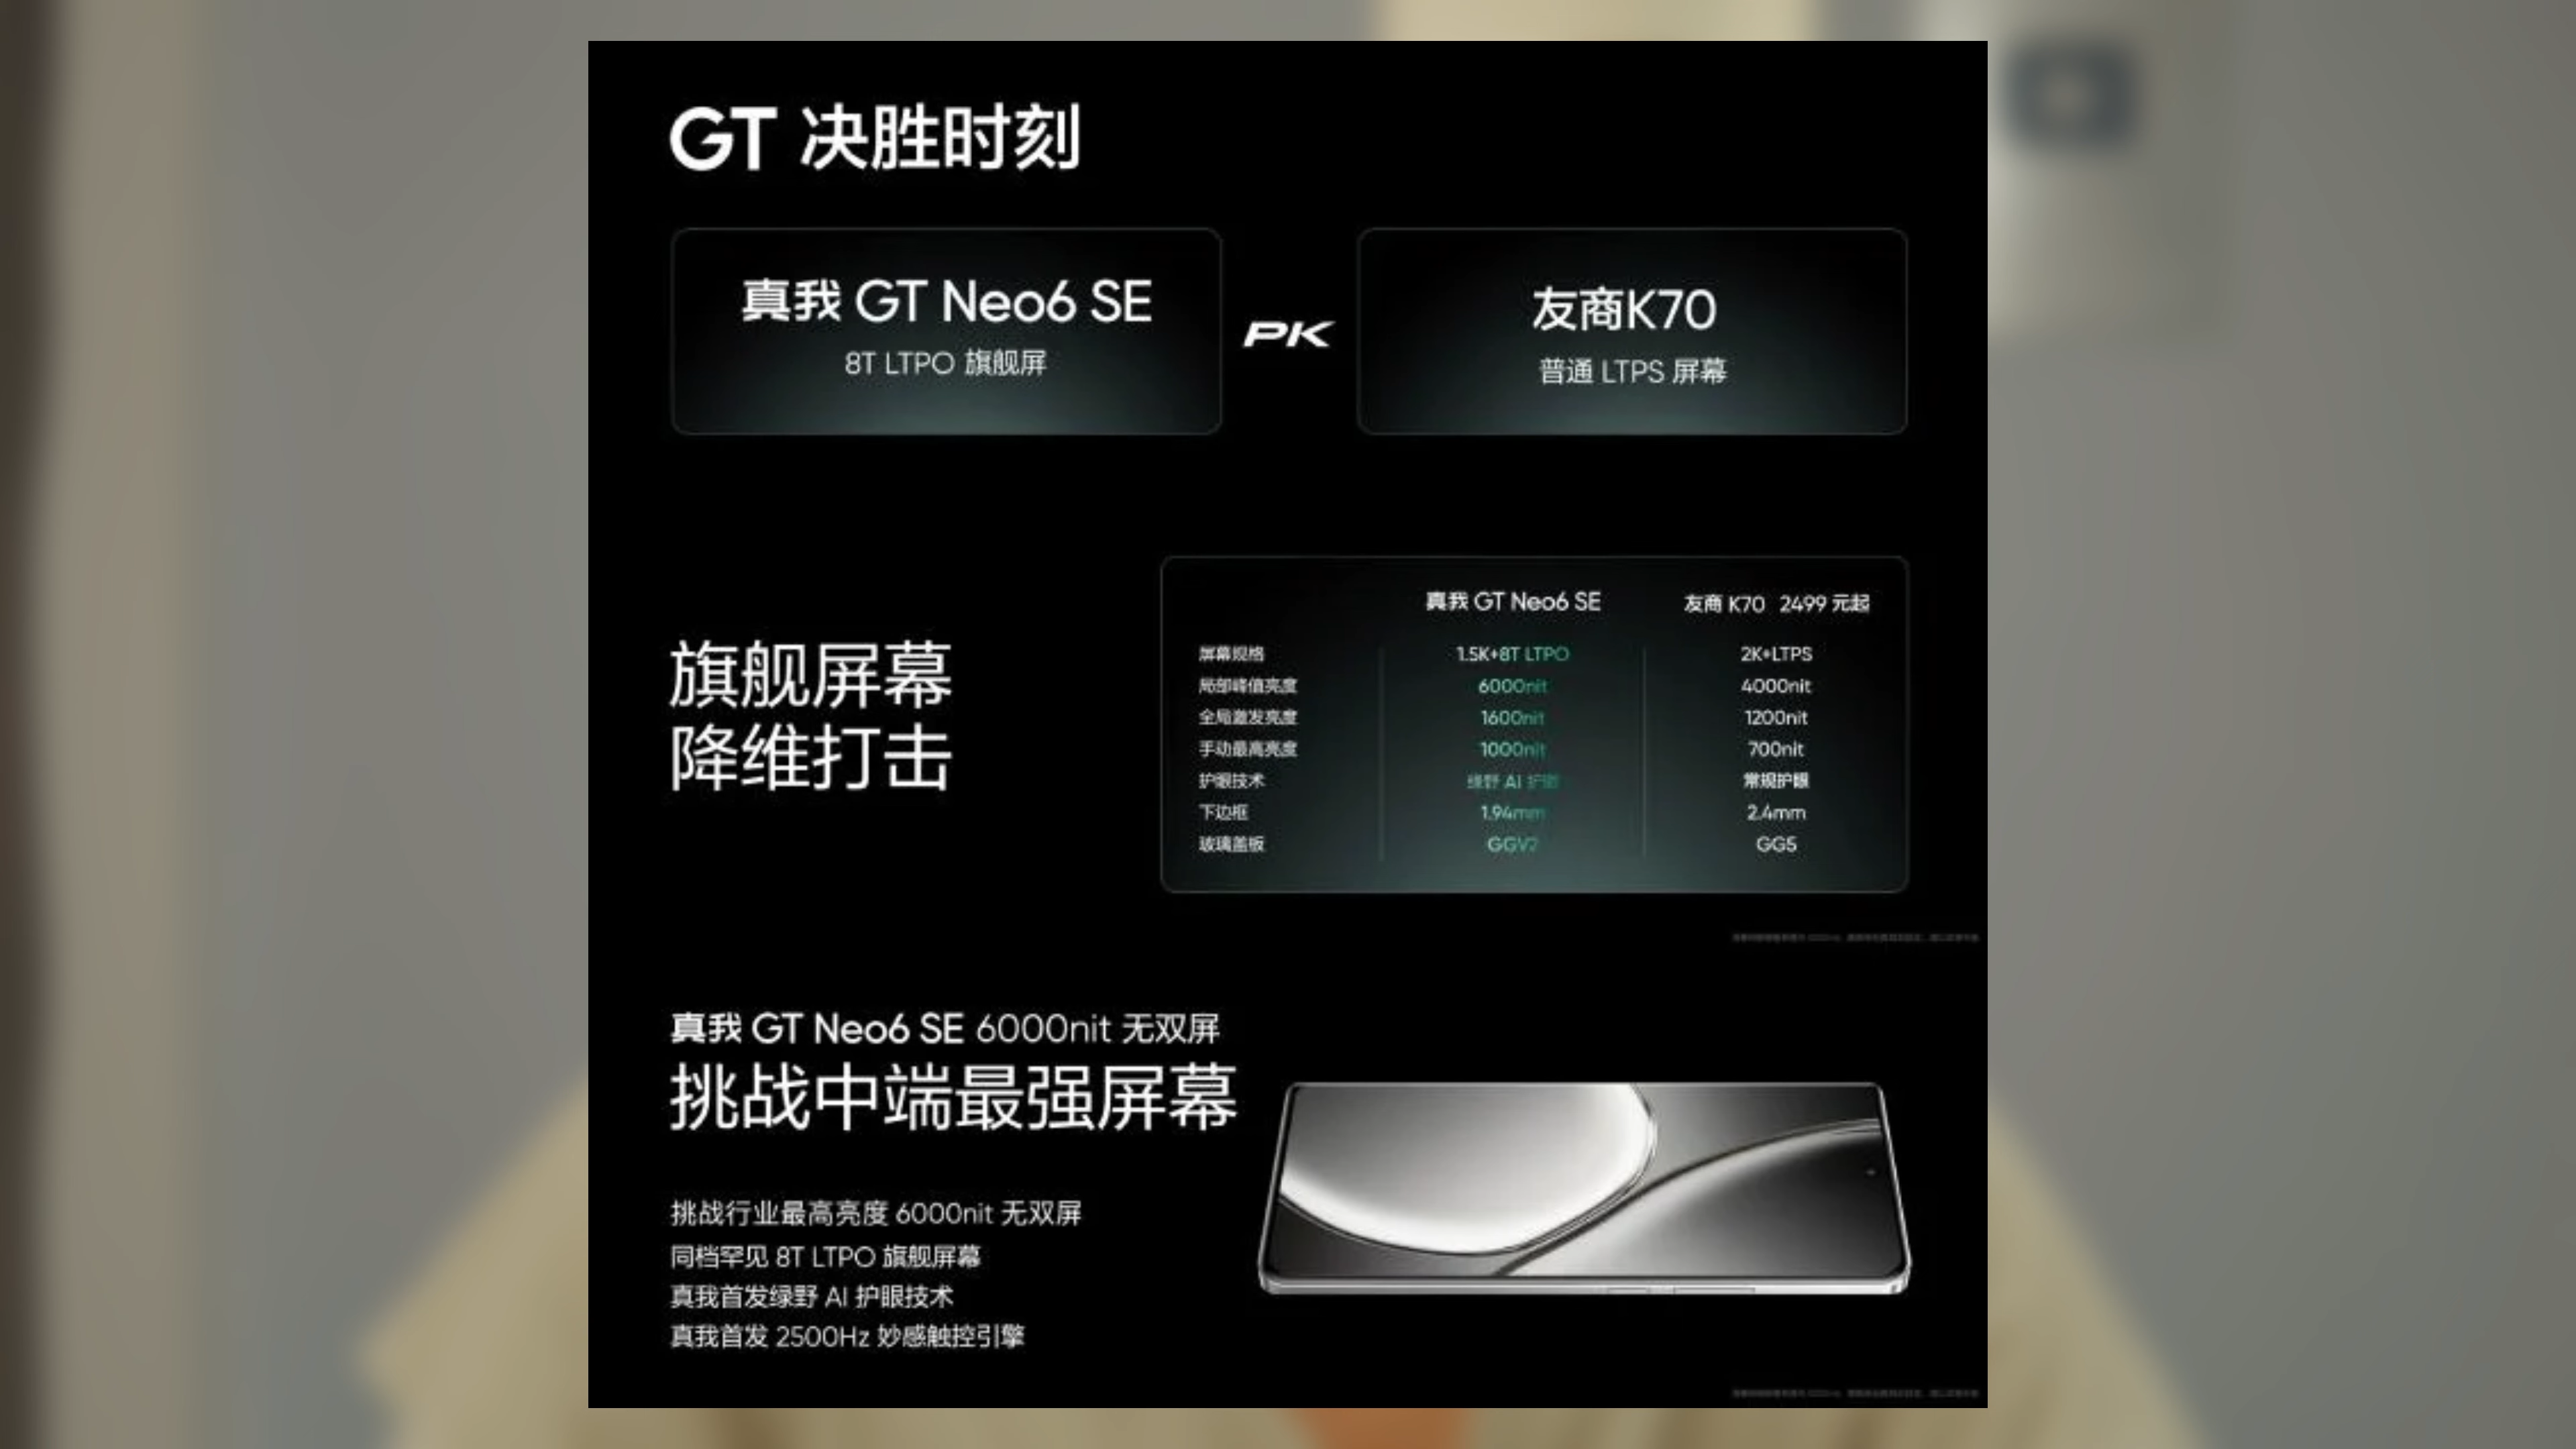 GT 决胜时刻
真我 GT Neo6 SE
8T LTPO 旗舰屏
PK
友商K70
普通 LTPS 屏幕
旗舰屏幕
降维打击
真我 GT Neo6 SE 友商 K70 2499 元起
屏幕规格 1.5K+8T LTPO 2K+LTPS
局部峰值亮度 6000nit 4000nit
全局激发亮度 1600nit 1200nit
手动最高亮度 1000nit 700nit
护眼技术 绿野 AI 护眼 常规护眼
下边框 1.94mm 2.4mm
玻璃盖板 GGV2 GG5
真我 GT Neo6 SE 6000nit 无双屏
挑战中端最强屏幕
挑战行业最高亮度 6000nit 无双屏
同档罕见 8T LTPO 旗舰屏幕
真我首发绿野 AI 护眼技术
真我首发 2500Hz 妙感触控引擎